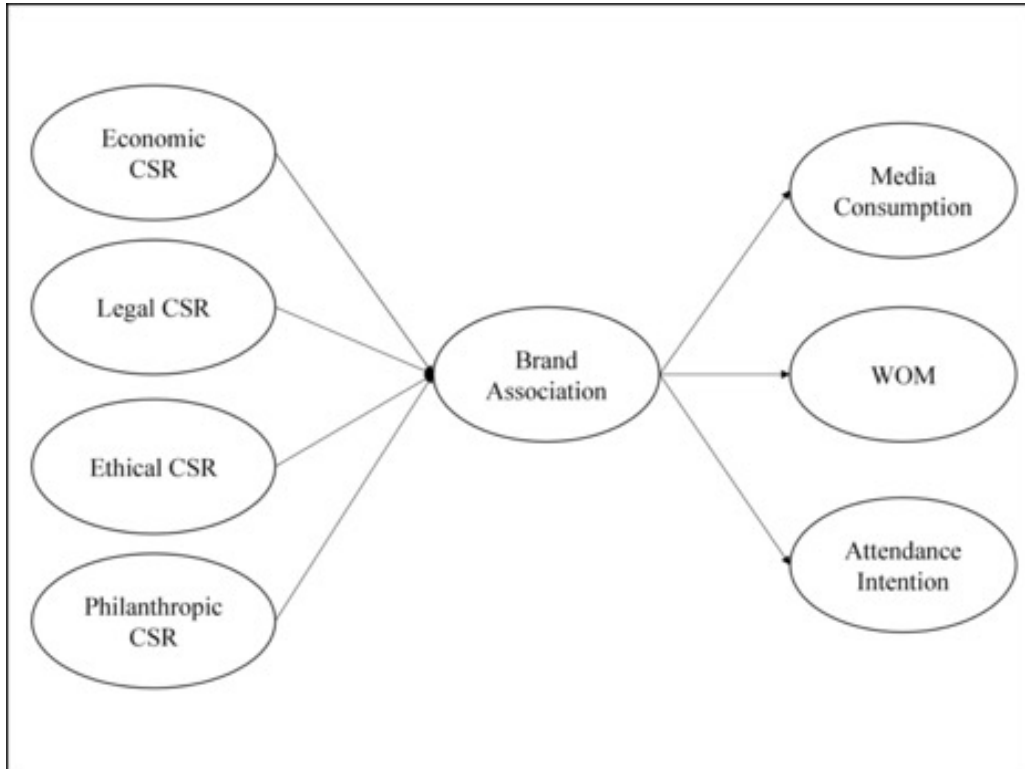 Economic
CSR
Legal CSR
Ethical CSR
Philanthropic
CSR
Brand
Association
Media
Consumption
WOM
Attendance
Intention